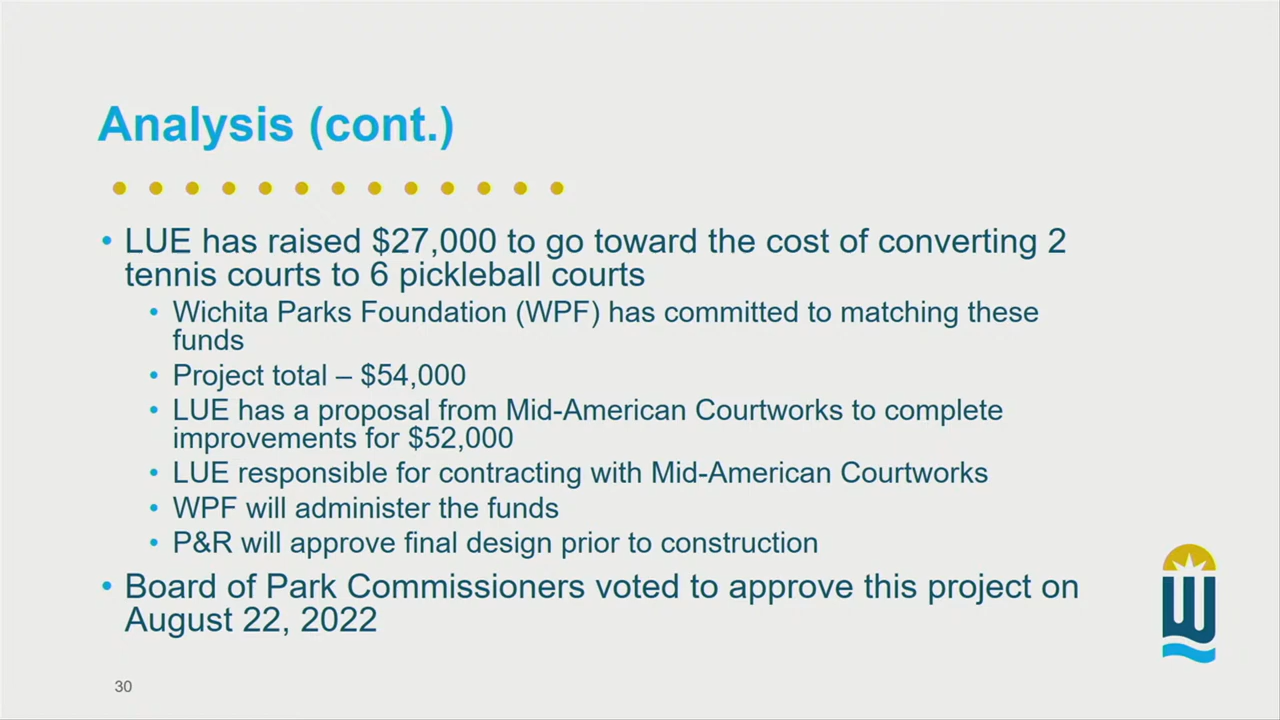 Analysis (cont.)
• LUE has raised $27,000 to go toward the cost of converting 2
tennis courts to 6 pickleball courts
• Wichita Parks Foundation (WPF) has committed to matching these
funds
• Project total – $54,000
• LUE has a proposal from Mid-American Courtworks to complete
improvements for $52,000
• LUE responsible for contracting with Mid-American Courtworks
• WPF will administer the funds
• P&R will approve final design prior to construction
• Board of Park Commissioners voted to approve this project on
August 22, 2022
30